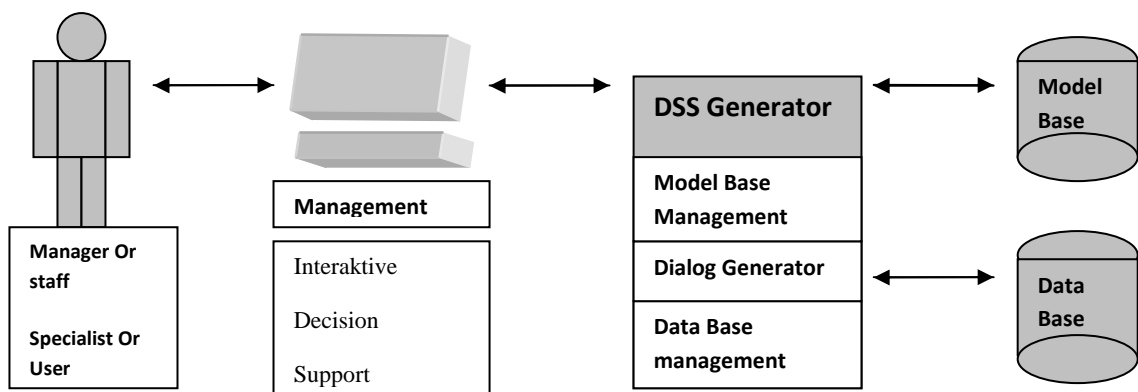 Manager Or
staff
Specialist Or
User
Management
Interaktive
Decision
Support
DSS Generator
Model Base
Management
Dialog Generator
Data Base
management
Model
Base
Data
Base